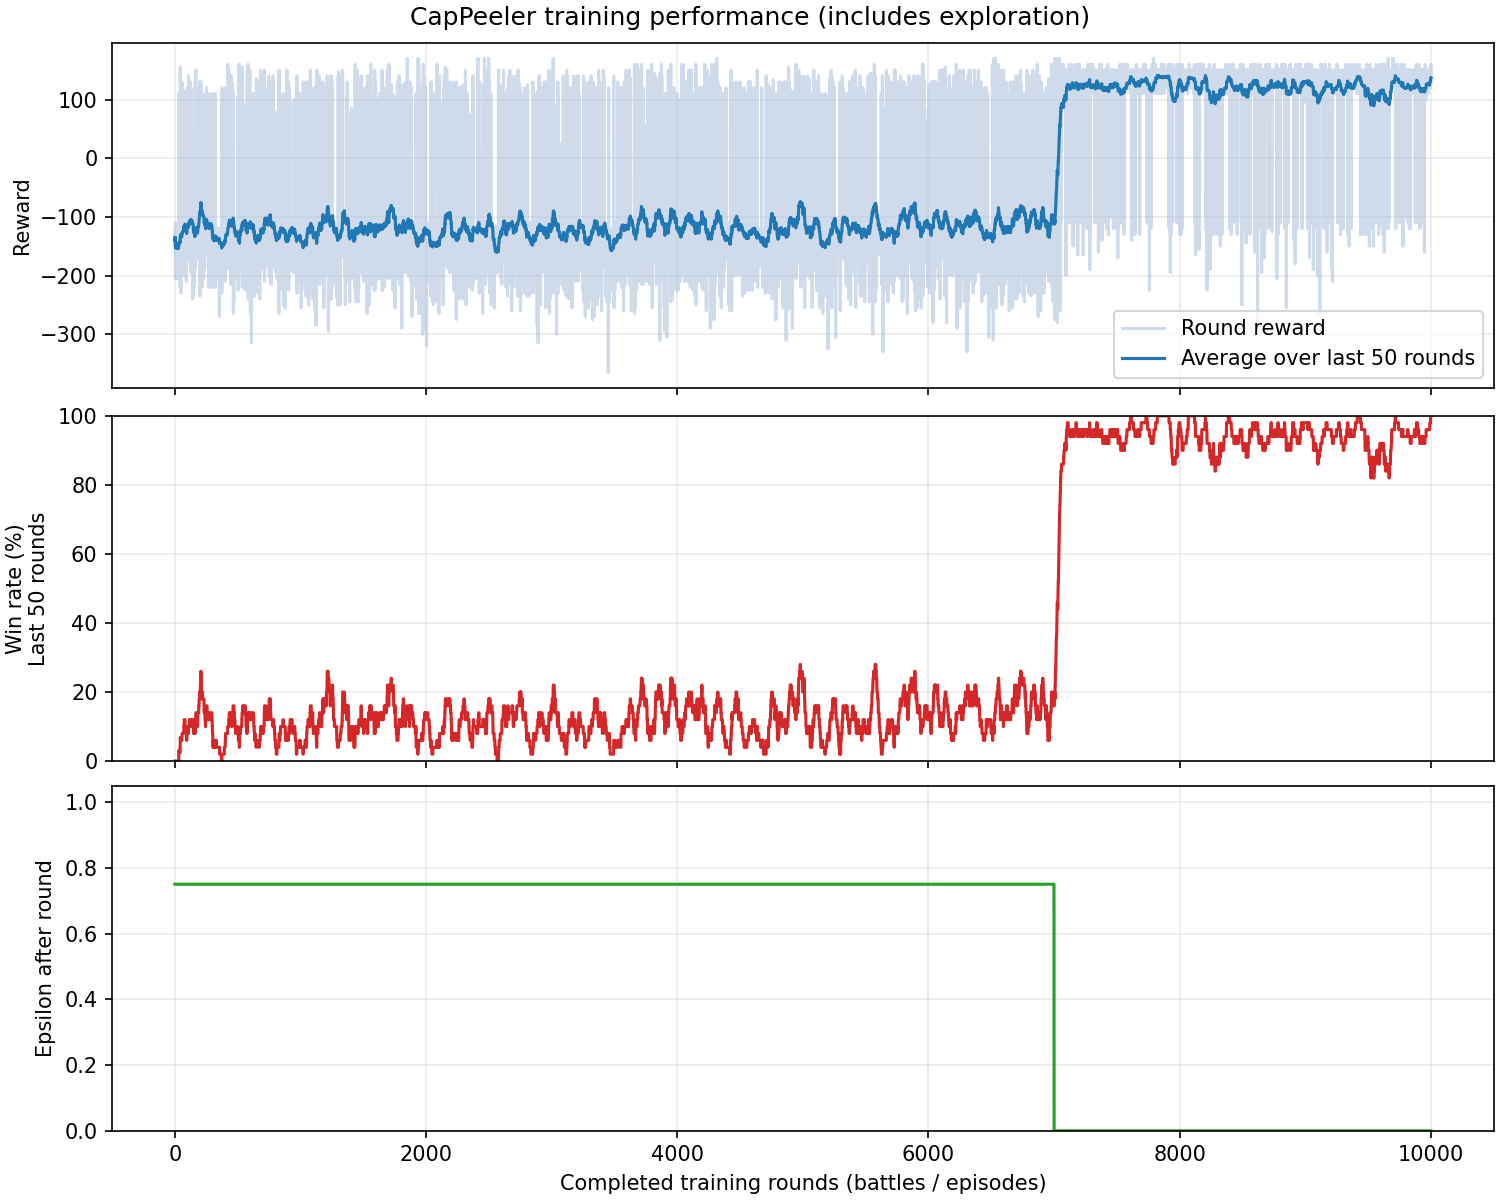 CapPeeler training performance (includes exploration)
Reward
100
0
−100
−200
−300
Round reward
Average over last 50 rounds
Win rate (%)
Last 50 rounds
100
80
60
40
20
0
Epsilon after round
1.0
0.8
0.6
0.4
0.2
0.0
0
2000
4000
6000
8000
10000
Completed training rounds (battles / episodes)